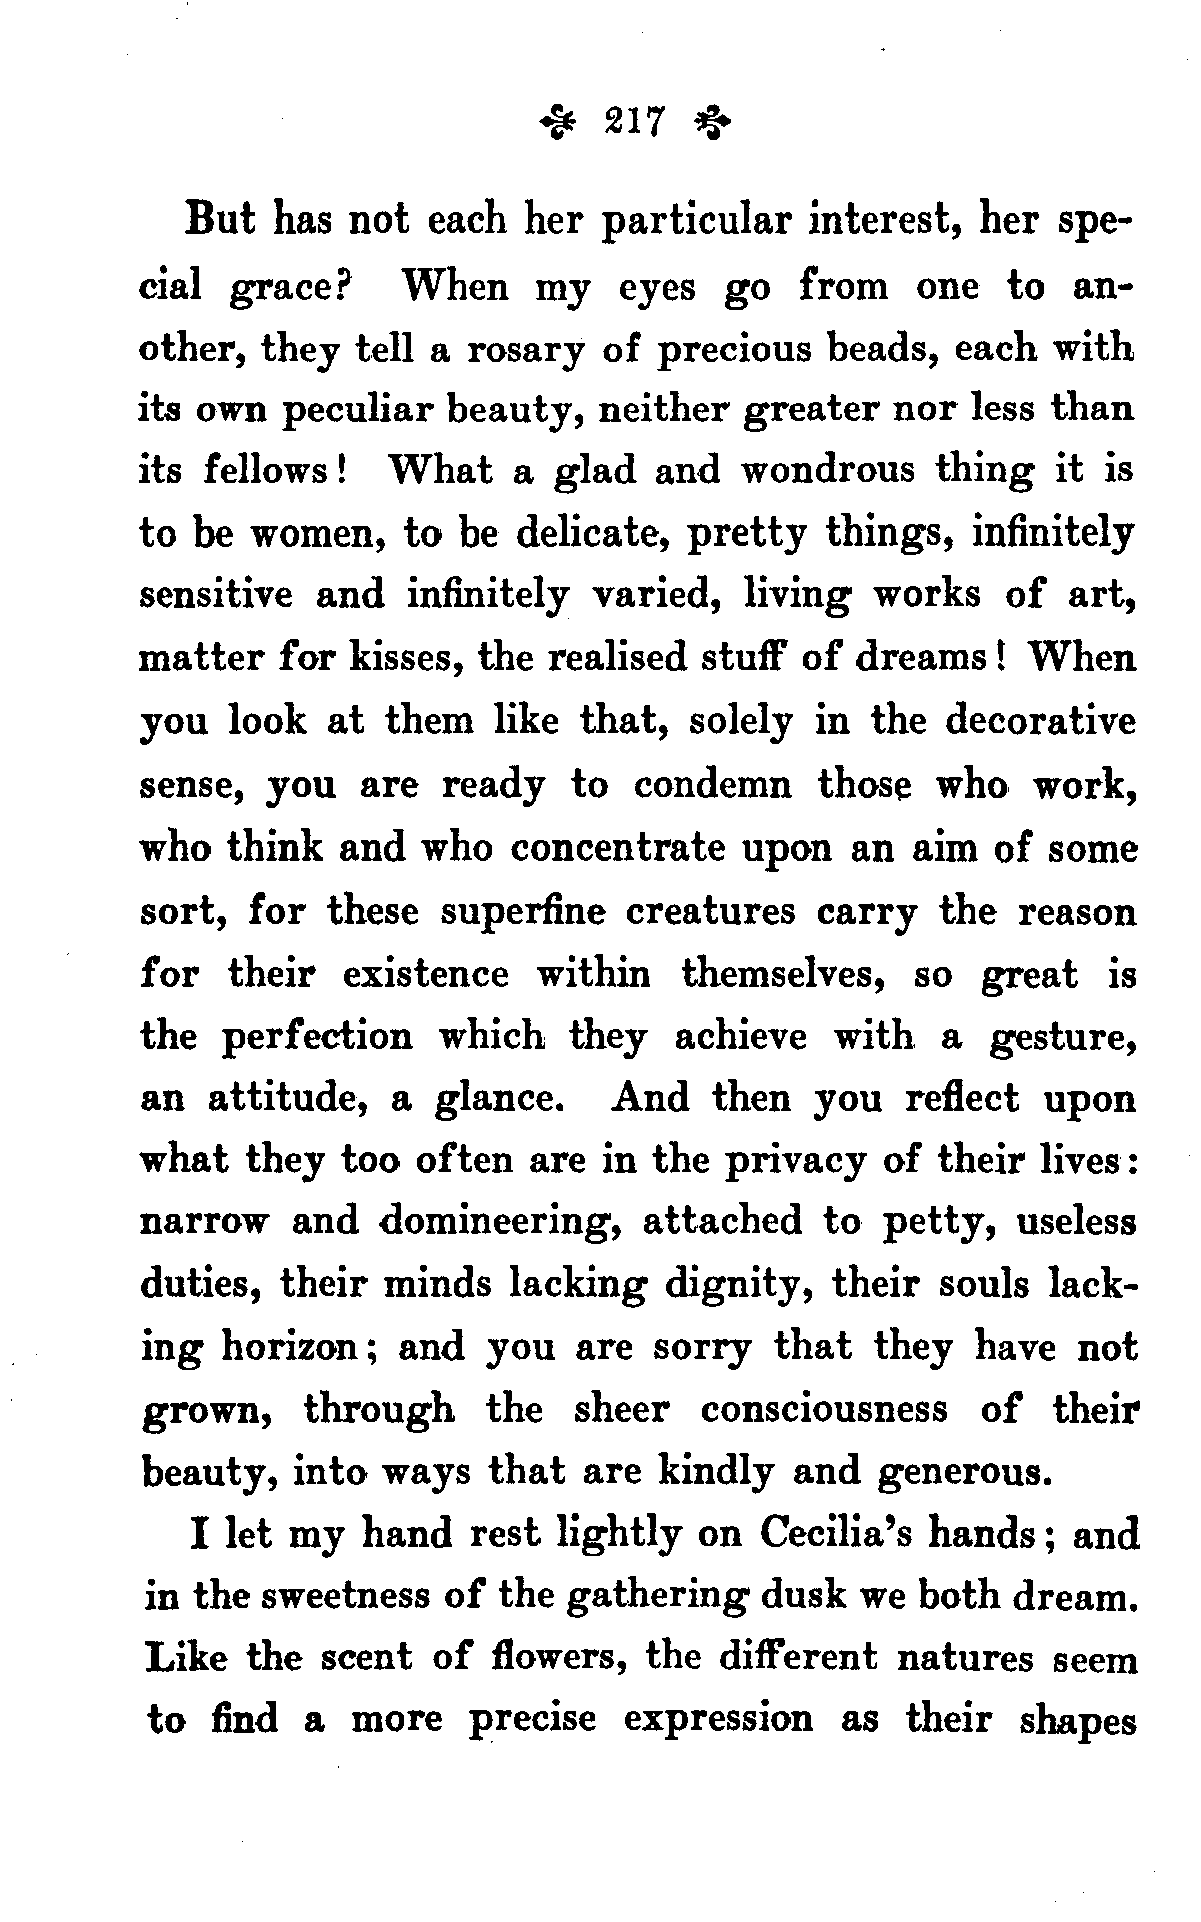 217
But has not each her particular interest, her spe-
cial grace? When my eyes go from one to an-
other, they tell a rosary of precious beads, each with
its own peculiar beauty, neither greater nor less than
its fellows! What a glad and wondrous thing it is
to be women, to be delicate, pretty things, infinitely
sensitive and infinitely varied, living works of art,
matter for kisses, the realised stuff of dreams! When
you look at them like that, solely in the decorative
sense, you are ready to condemn those who work,
who think and who concentrate upon an aim of some
sort, for these superfine creatures carry the reason
for their existence within themselves, so great is
the perfection which they achieve with a gesture,
an attitude, a glance. And then you reflect upon
what they too often are in the privacy of their lives:
narrow and domineering, attached to petty, useless
duties, their minds lacking dignity, their souls lack-
ing horizon; and you are sorry that they have not
grown, through the sheer consciousness of their
beauty, into ways that are kindly and generous.
I let my hand rest lightly on Cecilia's hands; and
in the sweetness of the gathering dusk we both dream.
Like the scent of flowers, the different natures seem
to find a more precise expression as their shapes